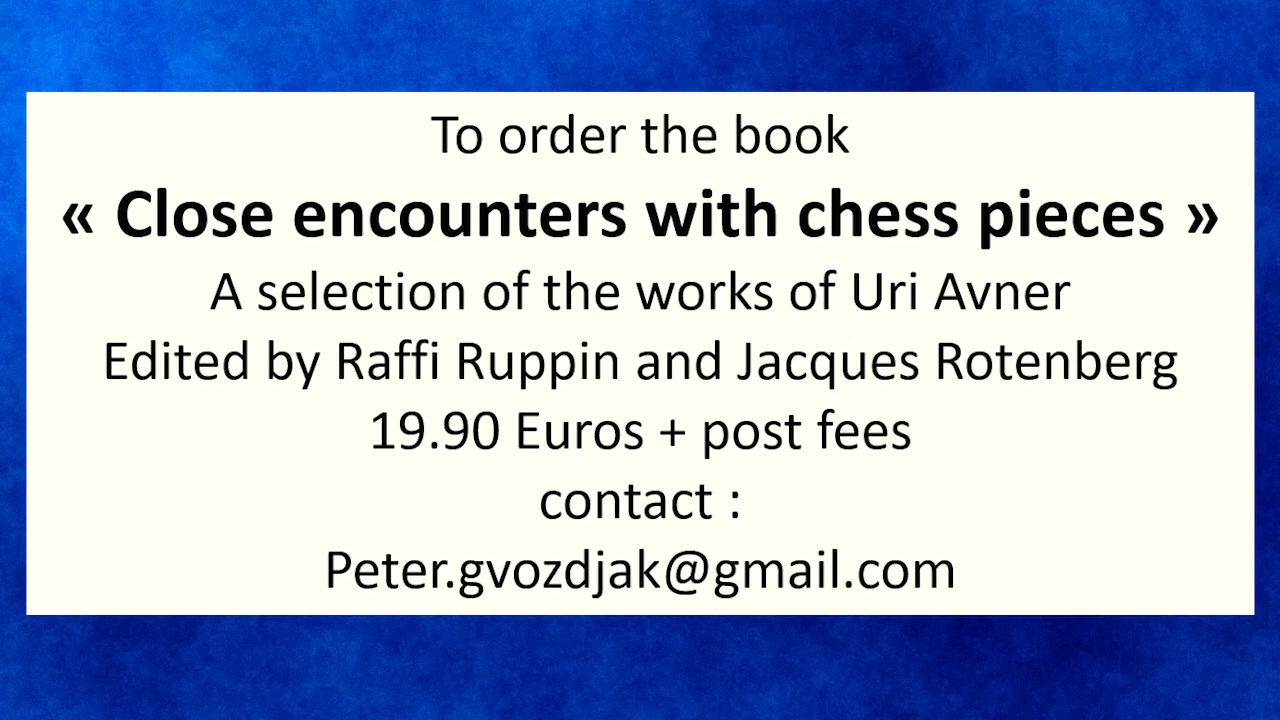 To order the book
« Close encounters with chess pieces »
A selection of the works of Uri Avner
Edited by Raffi Ruppin and Jacques Rotenberg
19.90 Euros + post fees
contact :
Peter.gvozdjak@gmail.com